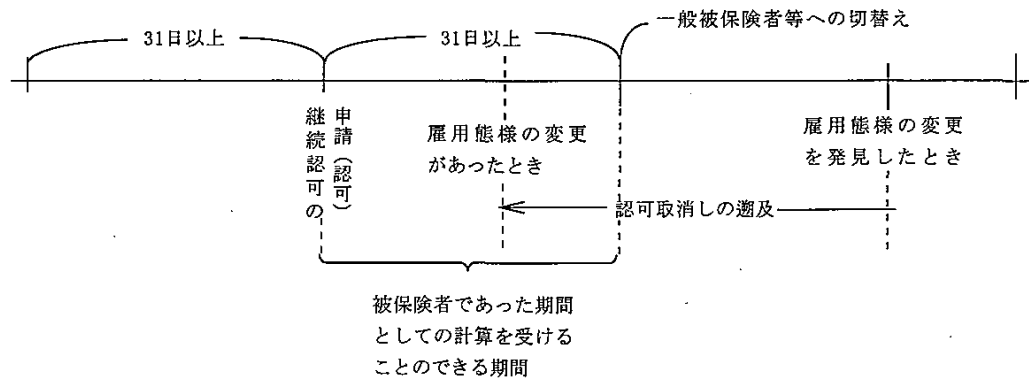 一般被保険者等への切替え
31日以上
31日以上
継続認可の
申請（認可）
雇用態様の変更
があったとき
雇用態様の変更
を発見したとき
認可取消しの遡及
被保険者であった期間
としての計算を受ける
ことのできる期間